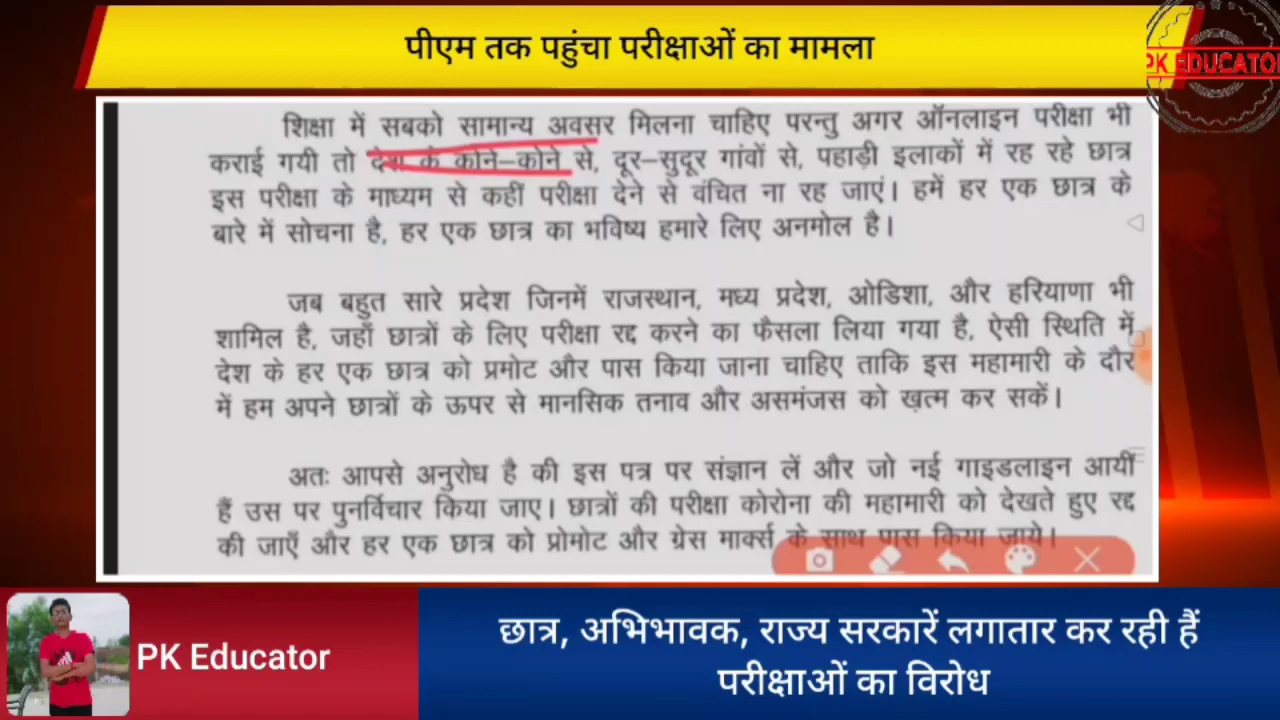 पीएम तक पहुंचा परीक्षाओं का मामला
PK EDUCATO
शिक्षा में सबको सामान्य अवसर मिलना चाहिए परन्तु अगर ऑनलाइन परीक्षा भी
कराई गयी तो देश के कोने–कोने से, दूर–सुदूर गांवों से, पहाड़ी इलाकों में रह रहे छात्र
इस परीक्षा के माध्यम से कहीं परीक्षा देने से वंचित ना रह जाएं। हमें हर एक छात्र के
बारे में सोचना है, हर एक छात्र का भविष्य हमारे लिए अनमोल है।
जब बहुत सारे प्रदेश जिनमें राजस्थान, मध्य प्रदेश, ओडिशा, और हरियाणा भी
शामिल है, जहाँ छात्रों के लिए परीक्षा रद्द करने का फैसला लिया गया है, ऐसी स्थिति में
देश के हर एक छात्र को प्रमोट और पास किया जाना चाहिए ताकि इस महामारी के दौर
में हम अपने छात्रों के ऊपर से मानसिक तनाव और असमंजस को ख़त्म कर सकें।
अतः आपसे अनुरोध है की इस पत्र पर संज्ञान लें और जो नई गाइडलाइन आयीं
हैं उस पर पुनर्विचार किया जाए। छात्रों की परीक्षा कोरोना की महामारी को देखते हुए रद्द
की जाएँ और हर एक छात्र को प्रोमोट और ग्रेस मार्क्स के साथ पास किया जाये।
PK Educator
छात्र, अभिभावक, राज्य सरकारें लगातार कर रही हैं
परीक्षाओं का विरोध